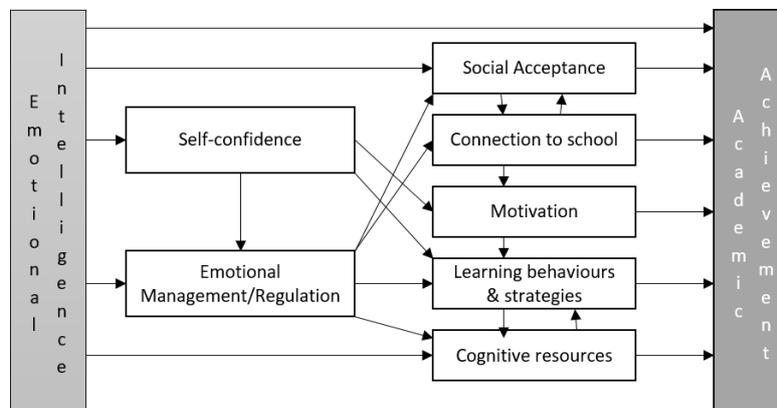 Emotional
Intelligence
Self-confidence
Emotional
Management/Regulation
Social Acceptance
Connection to school
Motivation
Learning behaviours
& strategies
Cognitive resources
Academic
Achievement